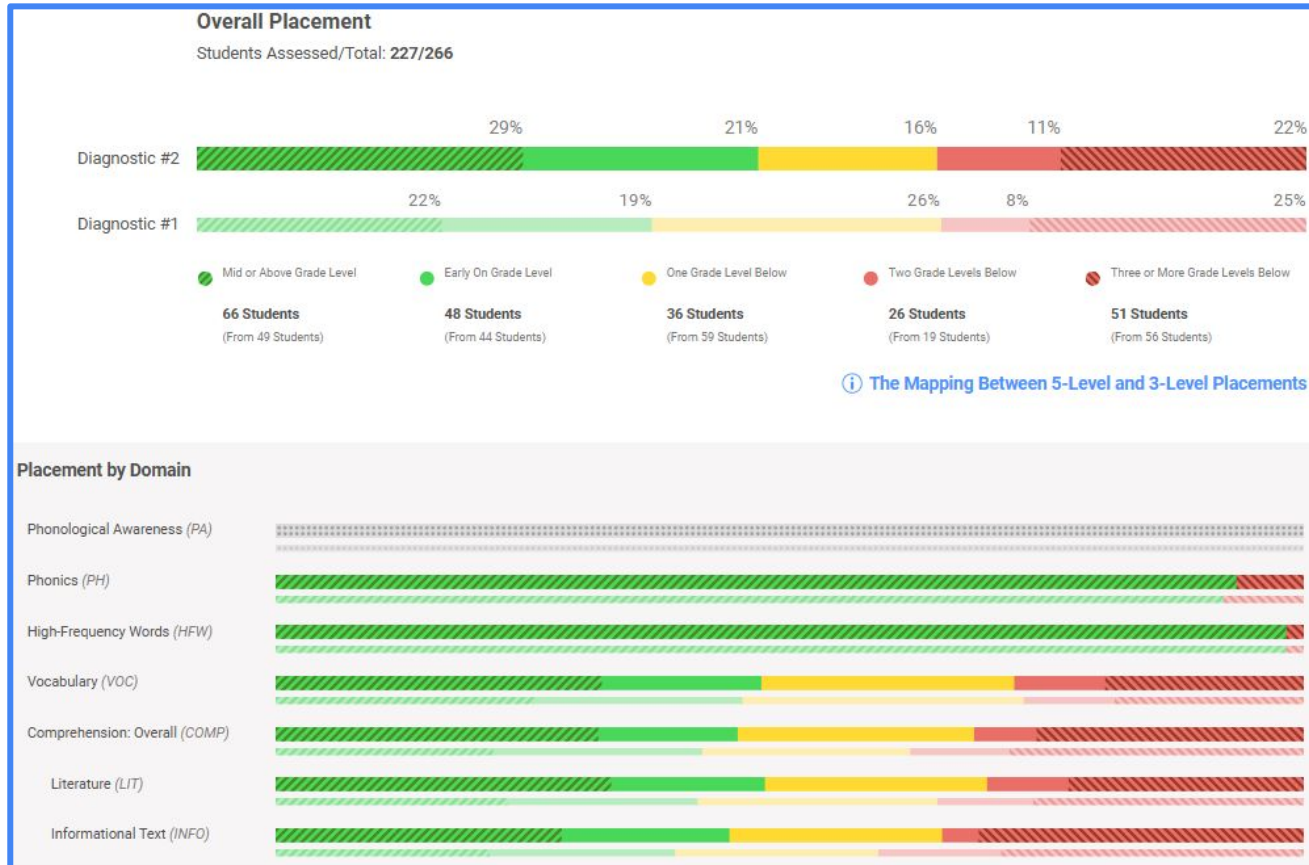 Overall Placement
Students Assessed/Total: 227/266
29% 21% 16% 11% 22%
Diagnostic #2
22% 19% 26% 8% 25%
Diagnostic #1
Mid or Above Grade Level Early On Grade Level One Grade Level Below Two Grade Levels Below Three or More Grade Levels Below
66 Students 48 Students 36 Students 26 Students 51 Students
(From 49 Students) (From 44 Students) (From 59 Students) (From 19 Students) (From 56 Students)
i The Mapping Between 5-Level and 3-Level Placements
Placement by Domain
Phonological Awareness (PA)
Phonics (PH)
High-Frequency Words (HFW)
Vocabulary (VOC)
Comprehension: Overall (COMP)
Literature (LIT)
Informational Text (INFO)